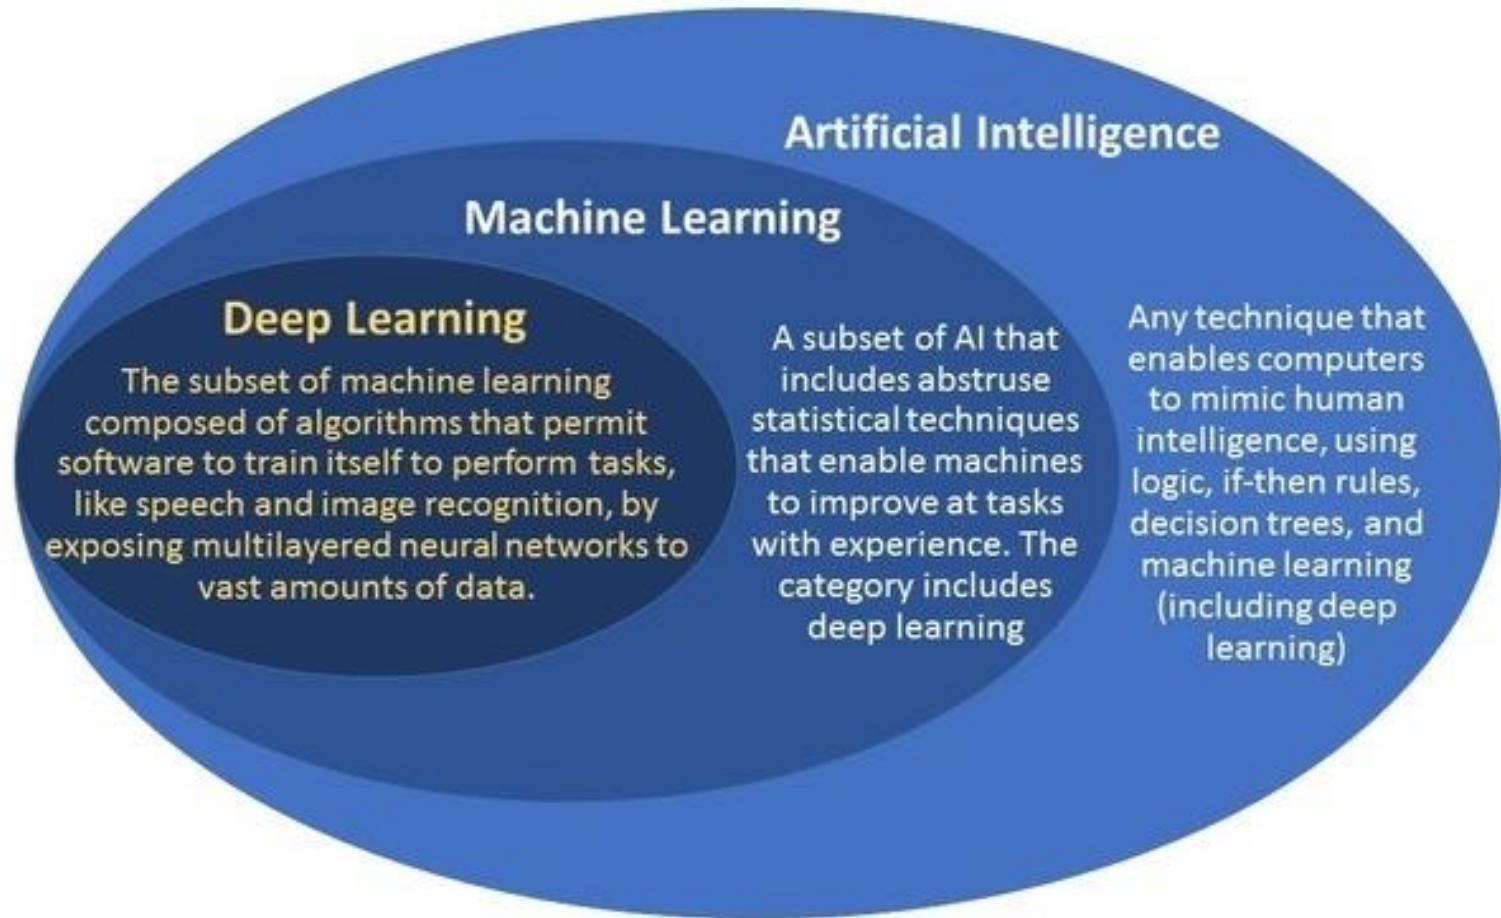 Artificial Intelligence
Machine Learning
Deep Learning
The subset of machine learning
composed of algorithms that permit
software to train itself to perform tasks,
like speech and image recognition, by
exposing multilayered neural networks to
vast amounts of data.
A subset of AI that
includes abstruse
statistical techniques
that enable machines
to improve at tasks
with experience. The
category includes
deep learning
Any technique that
enables computers
to mimic human
intelligence, using
logic, if-then rules,
decision trees, and
machine learning
(including deep
learning)